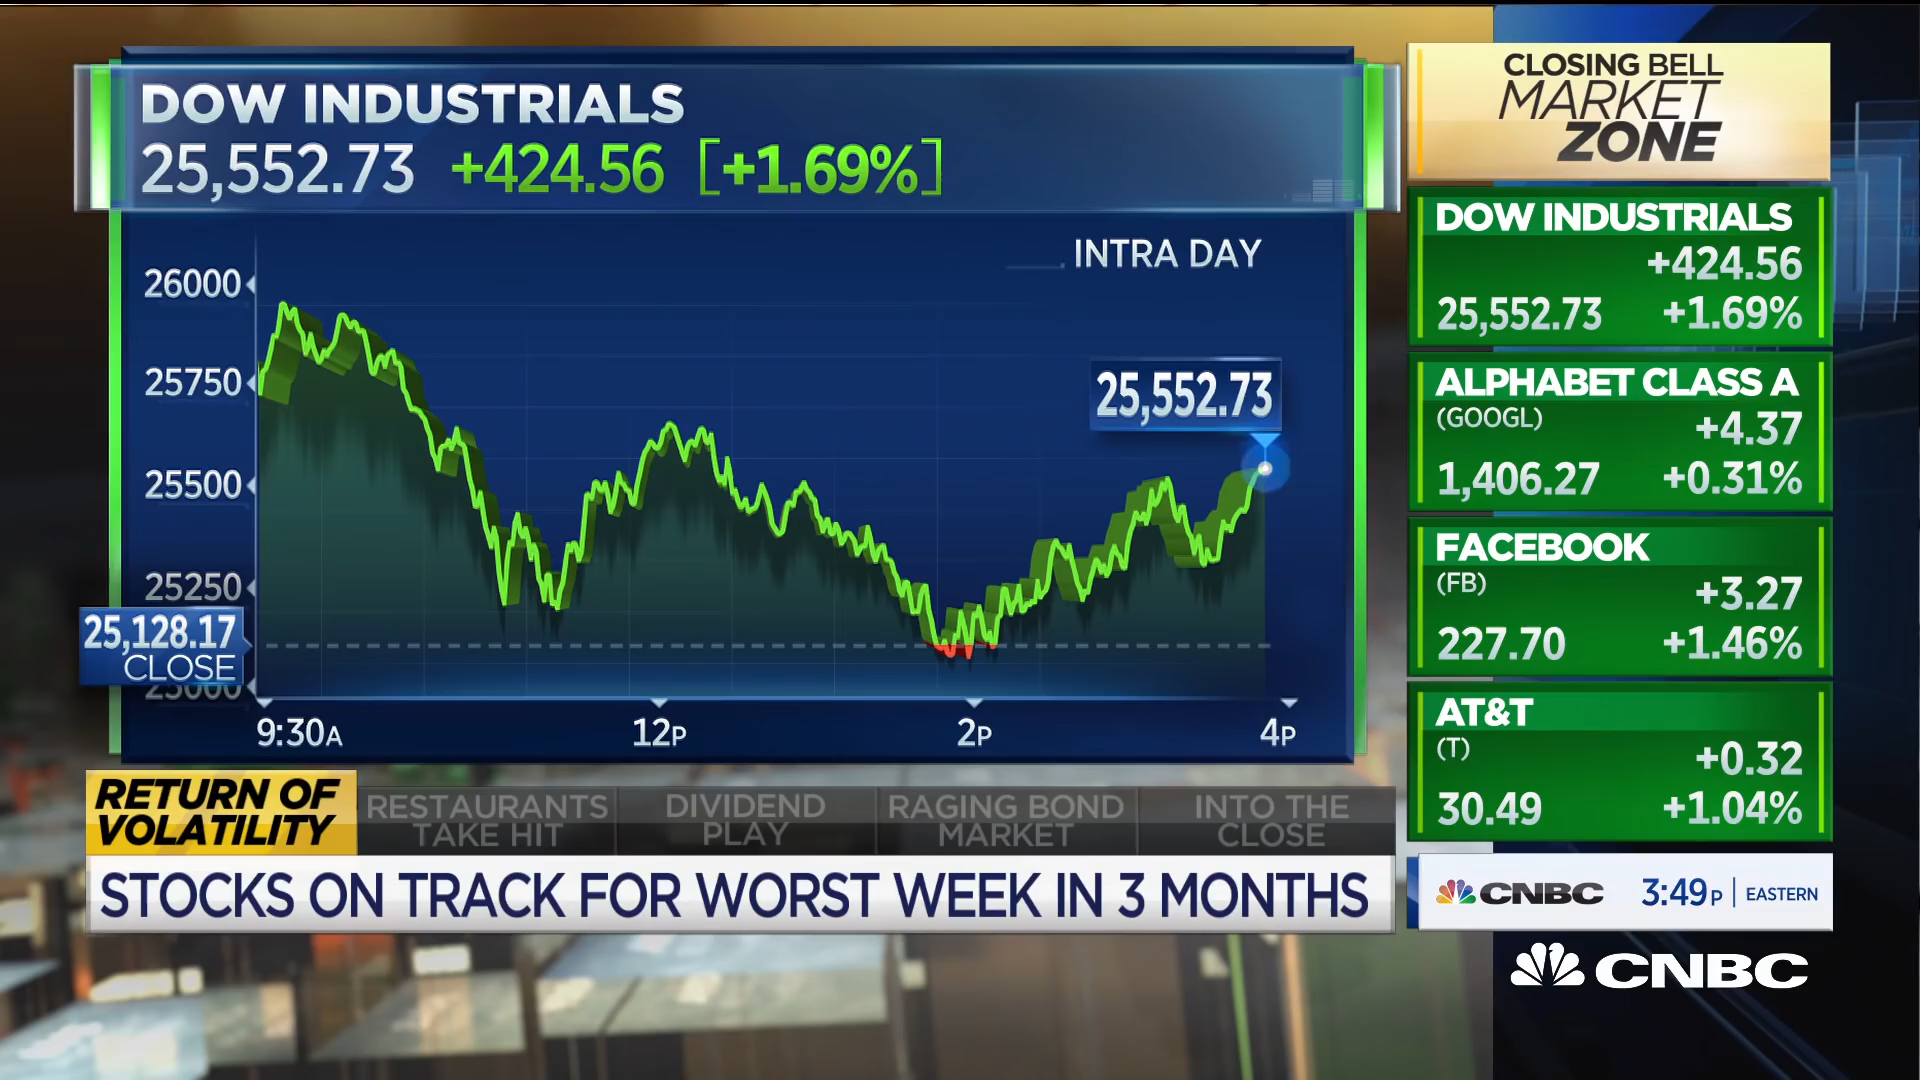 DOW INDUSTRIALS
25,552.73 +424.56 [+1.69%]
INTRA DAY
26000
25750
25500
25250
25000
25,128.17
CLOSE
25,552.73
9:30A 12P 2P 4P
RETURN OF
VOLATILITY
RESTAURANTS
TAKE HIT
DIVIDEND
PLAY
RAGING BOND
MARKET
INTO THE
CLOSE
STOCKS ON TRACK FOR WORST WEEK IN 3 MONTHS
CLOSING BELL
MARKET
ZONE
DOW INDUSTRIALS
+424.56
25,552.73 +1.69%
ALPHABET CLASS A
(GOOGL)
+4.37
1,406.27 +0.31%
FACEBOOK
(FB)
+3.27
227.70 +1.46%
AT&T
(T)
+0.32
30.49 +1.04%
CNBC 3:49P | EASTERN
CNBC